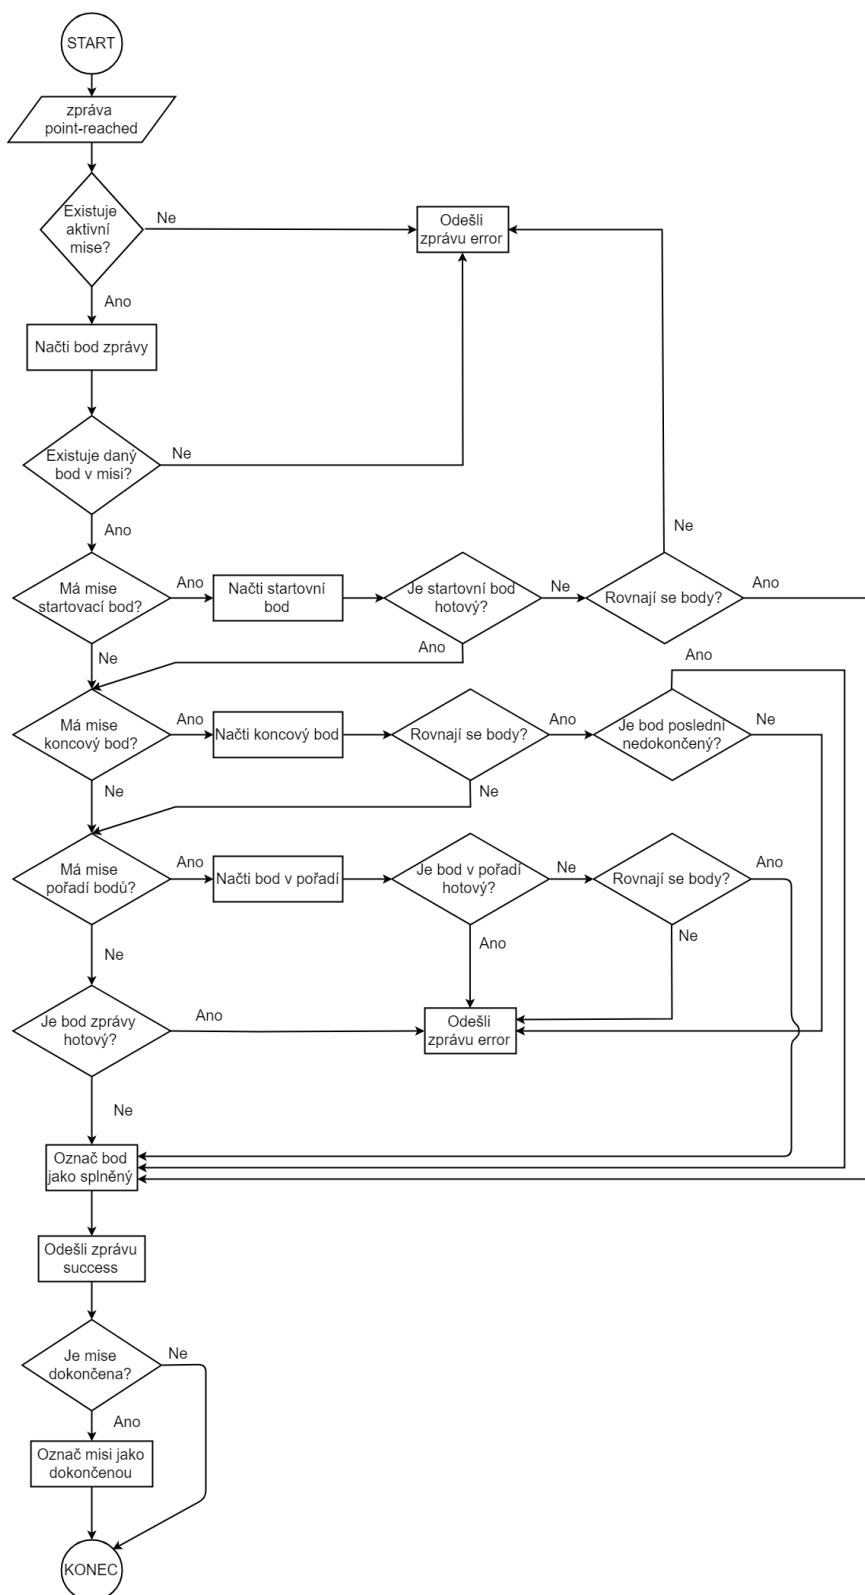 START
zpráva
point-reached
Existuje
aktivní
mise?
Ne
Odešli
zprávu error
Ano
Načti bod zprávy
Existuje daný
bod v misi?
Ne
Ano
Ne
Má mise
startovací bod?
Ano
Načti startovní
bod
Je startovní bod
hotový?
Ne
Rovnají se body?
Ano
Ne
Ano
Ano
Má mise
koncový bod?
Ano
Načti koncový bod
Rovnají se body?
Ano
Je bod poslední
nedokončený?
Ne
Ne
Ne
Má mise
pořadí bodů?
Ano
Načti bod v pořadí
Je bod v pořadí
hotový?
Ne
Rovnají se body?
Ano
Ne
Ano
Ne
Je bod zprávy
hotový?
Ano
Odešli
zprávu error
Ne
Označ bod
jako splněný
Odešli zprávu
success
Je mise
dokončena?
Ne
Ano
Označ misi jako
dokončenou
KONEC